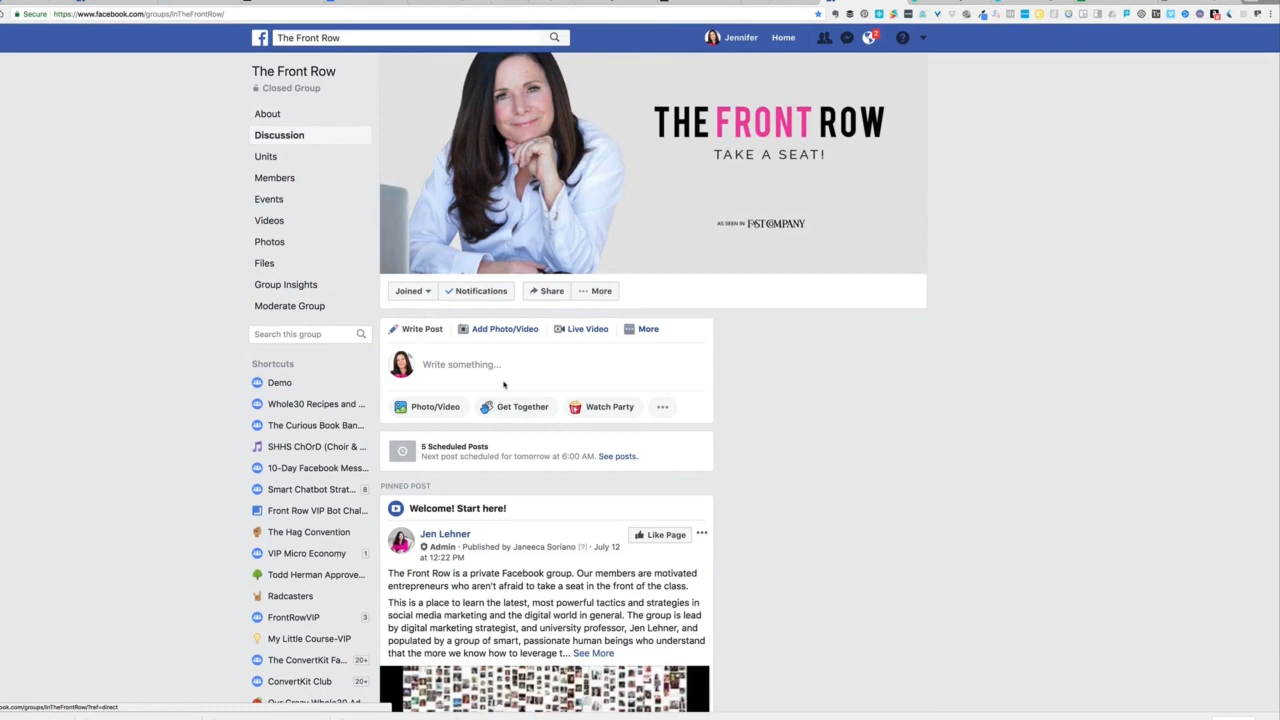 Secure
https://www.facebook.com/groups/InTheFrontRow/
The Front Row
Jennifer
Home
2
The Front Row
Closed Group
About
Discussion
Units
Members
Events
Videos
Photos
Files
Group Insights
Moderate Group
Search this group
Shortcuts
Demo
Whole30 Recipes and ...
The Curious Book Ban...
SHHS ChOrD (Choir & ...
10-Day Facebook Mess...
Smart Chatbot Strat... 8
Front Row VIP Bot Chal...
The Hag Convention
VIP Micro Economy 1
Todd Herman Approve...
Radcasters
FrontRowVIP 3
My Little Course-VIP
The ConvertKit Fa... 20+
ConvertKit Club 20+
Our Crazy Whole30 Ad
book.com/groups/InTheFrontRow/?ref=direct
THE FRONT ROW
TAKE A SEAT!
AS SEEN IN FAST COMPANY
Joined
Notifications
Share
More
Write Post
Add Photo/Video
Live Video
More
Write something...
Photo/Video
Get Together
Watch Party
5 Scheduled Posts
Next post scheduled for tomorrow at 6:00 AM. See posts.
PINNED POST
Welcome! Start here!
Jen Lehner
Like Page
Admin · Published by Janeeca Soriano [?] · July 12
at 12:22 PM
The Front Row is a private Facebook group. Our members are motivated
entrepreneurs who aren't afraid to take a seat in the front of the class.
This is a place to learn the latest, most powerful tactics and strategies in
social media marketing and the digital world in general. The group is lead
by digital marketing strategist, and university professor, Jen Lehner, and
populated by a group of smart, passionate human beings who understand
that the more we know how to leverage t... See More